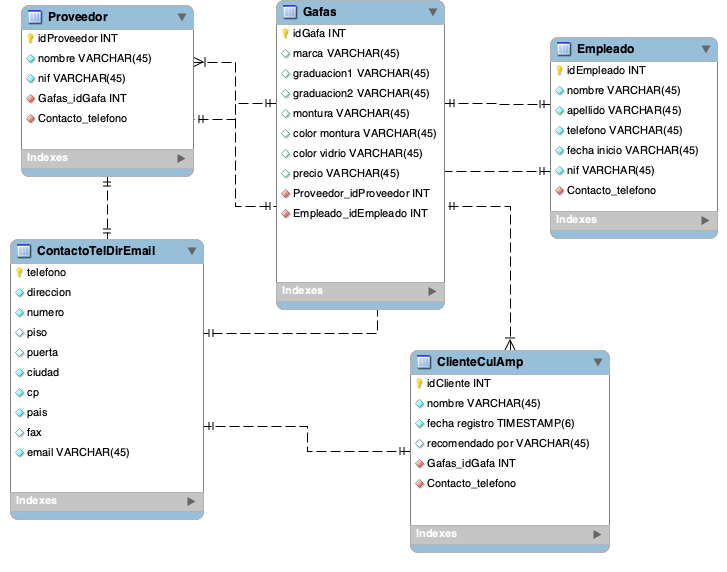 Proveedor
idProveedor INT
nombre VARCHAR(45)
nif VARCHAR(45)
Gafas_idGafa INT
Contacto_telefono
Indexes
Gafas
idGafa INT
marca VARCHAR(45)
graduacion1 VARCHAR(45)
graduacion2 VARCHAR(45)
montura VARCHAR(45)
color montura VARCHAR(45)
color vidrio VARCHAR(45)
precio VARCHAR(45)
Proveedor_idProveedor INT
Empleado_idEmpleado INT
Indexes
Empleado
idEmpleado INT
nombre VARCHAR(45)
apellido VARCHAR(45)
telefono VARCHAR(45)
fecha inicio VARCHAR(45)
nif VARCHAR(45)
Contacto_telefono
Indexes
ContactoTelDirEmail
telefono
direccion
numero
piso
puerta
ciudad
cp
pais
fax
email VARCHAR(45)
Indexes
ClienteCulAmp
idCliente INT
nombre VARCHAR(45)
fecha registro TIMESTAMP(6)
recomendado por VARCHAR(45)
Gafas_idGafa INT
Contacto_telefono
Indexes